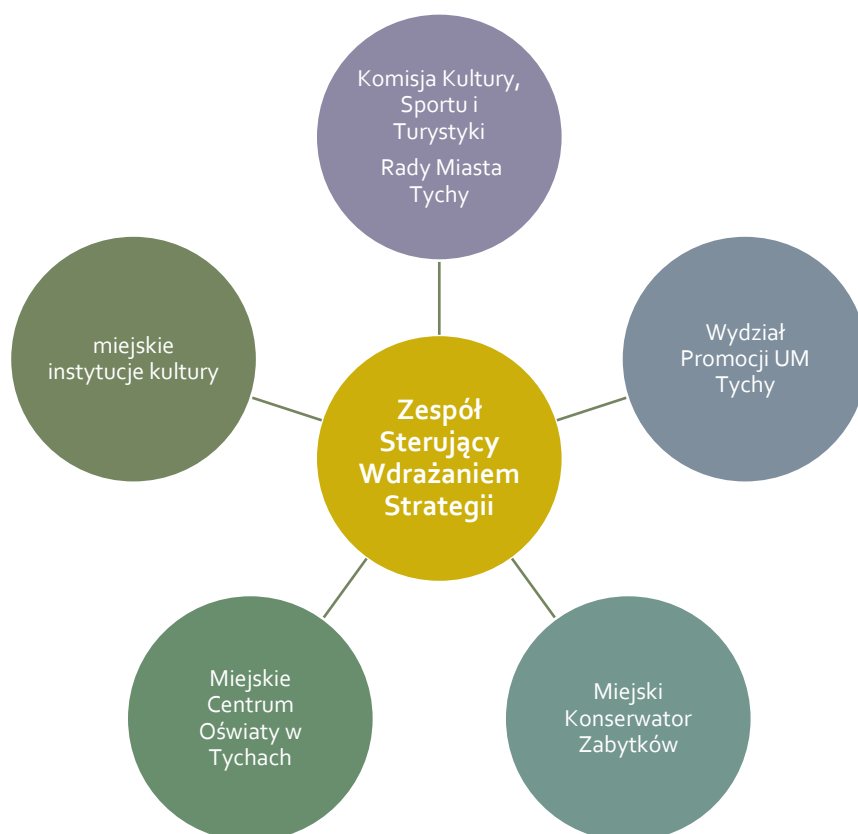 Komisja Kultury,
Sportu i
Turystyki
Rady Miasta
Tychy
miejskie
instytucje kultury
Wydział
Promocji UM
Tychy
Zespół
Sterujący
Wdrażaniem
Strategii
Miejskie
Centrum
Oświaty w
Tychach
Miejski
Konserwator
Zabytków